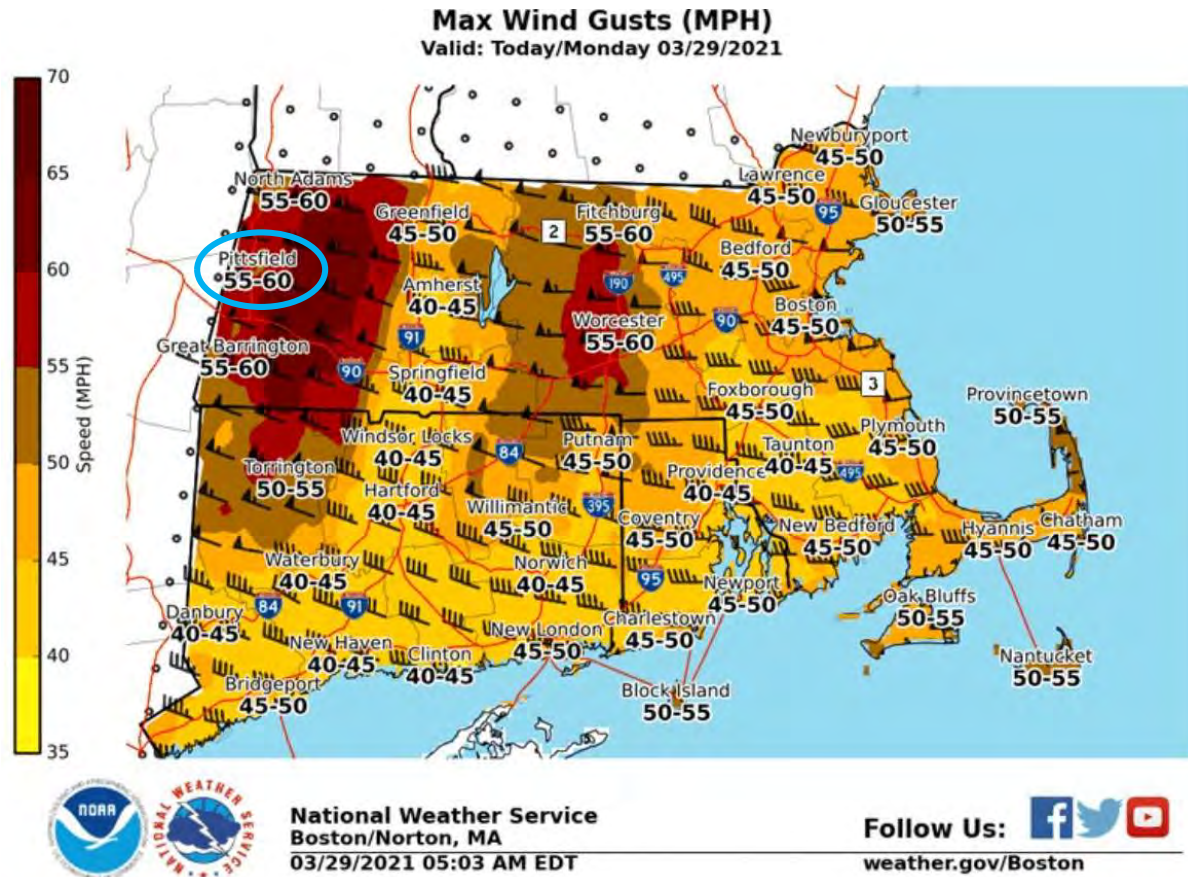 Max Wind Gusts (MPH)
Valid: Today/Monday 03/29/2021
70
65
60
55
50
45
40
35
Speed (MPH)
Newburyport
45-50
Lawrence
45-50
95
Gloucester
50-55
North Adams
55-60
Greenfield
45-50
2
Fitchburg
55-60
Bedford
45-50
Pittsfield
55-60
Amherst
40-45
190
495
Boston
45-50
Worcester
55-60
90
91
Great Barrington
55-60
90
Springfield
40-45
Foxborough
45-50
3
Provincetown
50-55
Windsor Locks
40-45
84
Putnam
45-50
Taunton
40-45
Plymouth
45-50
Torrington
50-55
Hartford
40-45
Providence
40-45
495
Willimantic
45-50
395
Coventry
45-50
New Bedford
45-50
Hyannis
45-50
Chatham
45-50
Waterbury
40-45
Norwich
40-45
95
Newport
45-50
Oak Bluffs
50-55
Danbury
40-45
84
91
New Haven
40-45
Clinton
40-45
New London
45-50
Charlestown
45-50
Nantucket
50-55
Bridgeport
45-50
Block Island
50-55
NOAA
NATIONAL WEATHER SERVICE
National Weather Service
Boston/Norton, MA
03/29/2021 05:03 AM EDT
Follow Us:
weather.gov/Boston